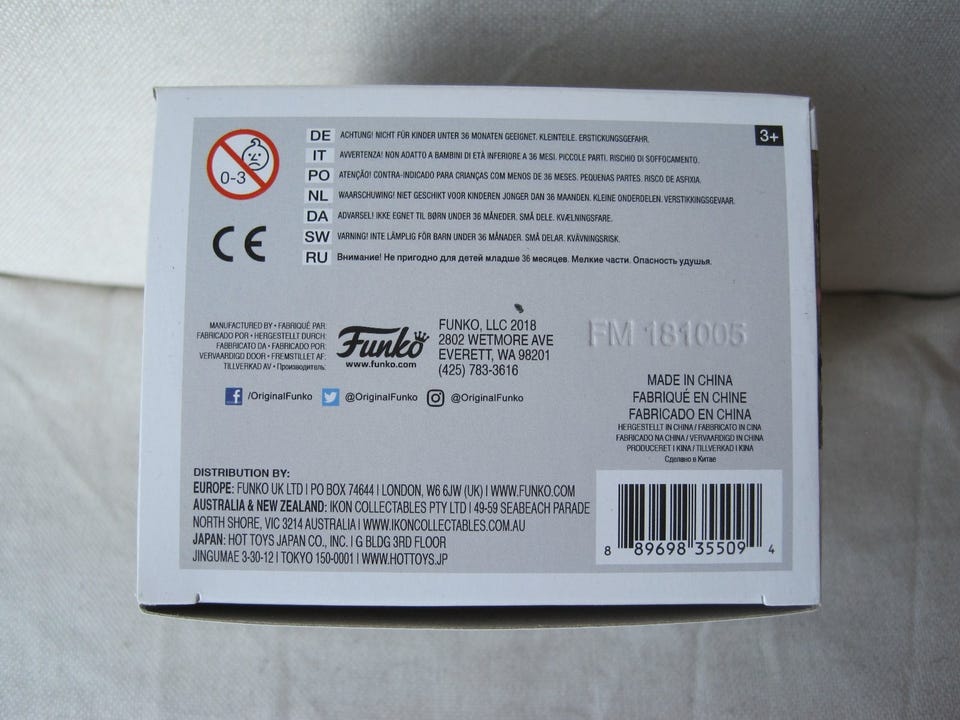 0-3
DE ACHTUNG! NICHT FÜR KINDER UNTER 36 MONATEN GEEIGNET. KLEINTEILE. ERSTICKUNGSGEFAHR.
3+
IT AVVERTENZA! NON ADATTO A BAMBINI DI ETÀ INFERIORE A 36 MESI. PICCOLE PARTI. RISCHIO DI SOFFOCAMENTO.
PO ATENÇÃO! CONTRA-INDICADO PARA CRIANÇAS COM MENOS DE 36 MESES. PEQUENAS PARTES. RISCO DE ASFIXIA.
NL WAARSCHUWING! NIET GESCHIKT VOOR KINDEREN JONGER DAN 36 MAANDEN. KLEINE ONDERDELEN. VERSTIKKINGSGEVAAR.
DA ADVARSEL! IKKE EGNET TIL BØRN UNDER 36 MÅNEDER. SMÅ DELE. KVÆLNINGSFARE.
SW VARNING! INTE LÄMPLIG FÖR BARN UNDER 36 MÅNADER. SMÅ DELAR. KVÄVNINGSRISK.
RU Внимание! Не пригодно для детей младше 36 месяцев. Мелкие части. Опасность удушья.
CE
MANUFACTURED BY • FABRIQUÉ PAR:
FABRICADO POR • HERGESTELLT DURCH:
FABBRICATO DA • FABRICADO POR:
VERVAARDIGD DOOR • FREMSTILLET AF:
TILLVERKAD AV • Производитель:
Funko
www.funko.com
FUNKO, LLC 2018
2802 WETMORE AVE
EVERETT, WA 98201
(425) 783-3616
FM 181005
/OriginalFunko @OriginalFunko @OriginalFunko
MADE IN CHINA
FABRIQUÉ EN CHINE
FABRICADO EN CHINA
HERGESTELLT IN CHINA / FABBRICATO IN CINA
FABRICADO NA CHINA / VERVAARDIGD IN CHINA
PRODUCERET I KINA / TILLVERKAD I KINA
Сделано в Китае
DISTRIBUTION BY:
EUROPE: FUNKO UK LTD | PO BOX 74644 | LONDON, W6 6JW (UK) | WWW.FUNKO.COM
AUSTRALIA & NEW ZEALAND: IKON COLLECTABLES PTY LTD | 49-59 SEABEACH PARADE
NORTH SHORE, VIC 3214 AUSTRALIA | WWW.IKONCOLLECTABLES.COM.AU
JAPAN: HOT TOYS JAPAN CO., INC. | G BLDG 3RD FLOOR
JINGUMAE 3-30-12 | TOKYO 150-0001 | WWW.HOTTOYS.JP
8 89698 35509 4